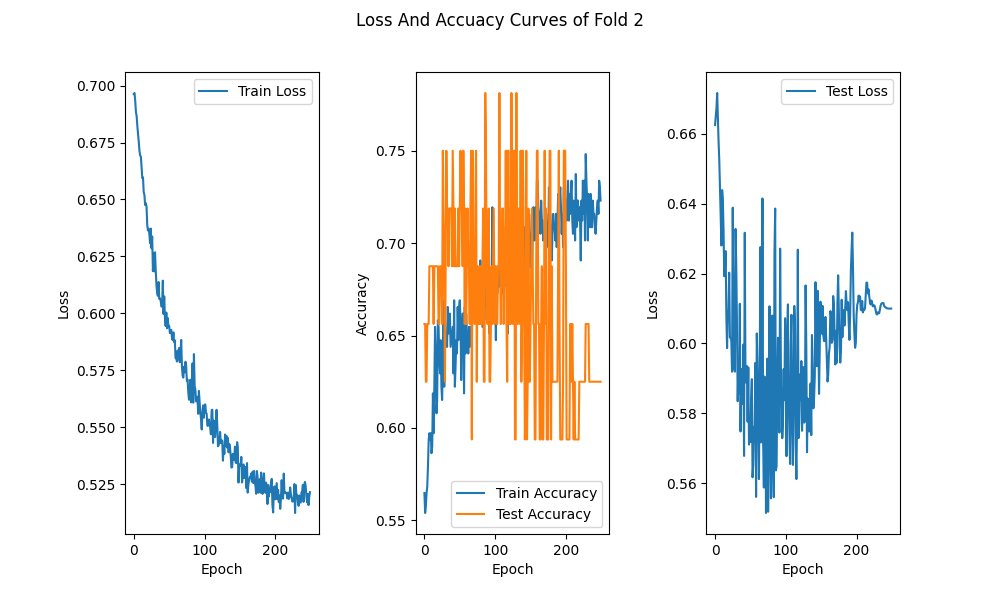 Loss And Accuacy Curves of Fold 2
0.700
0.675
0.650
0.625
0.600
0.575
0.550
0.525
Loss
0
100
200
Epoch
Train Loss
0.75
0.70
0.65
0.60
0.55
Accuracy
0
100
200
Epoch
Train Accuracy
Test Accuracy
0.66
0.64
0.62
0.60
0.58
0.56
Loss
0
100
200
Epoch
Test Loss